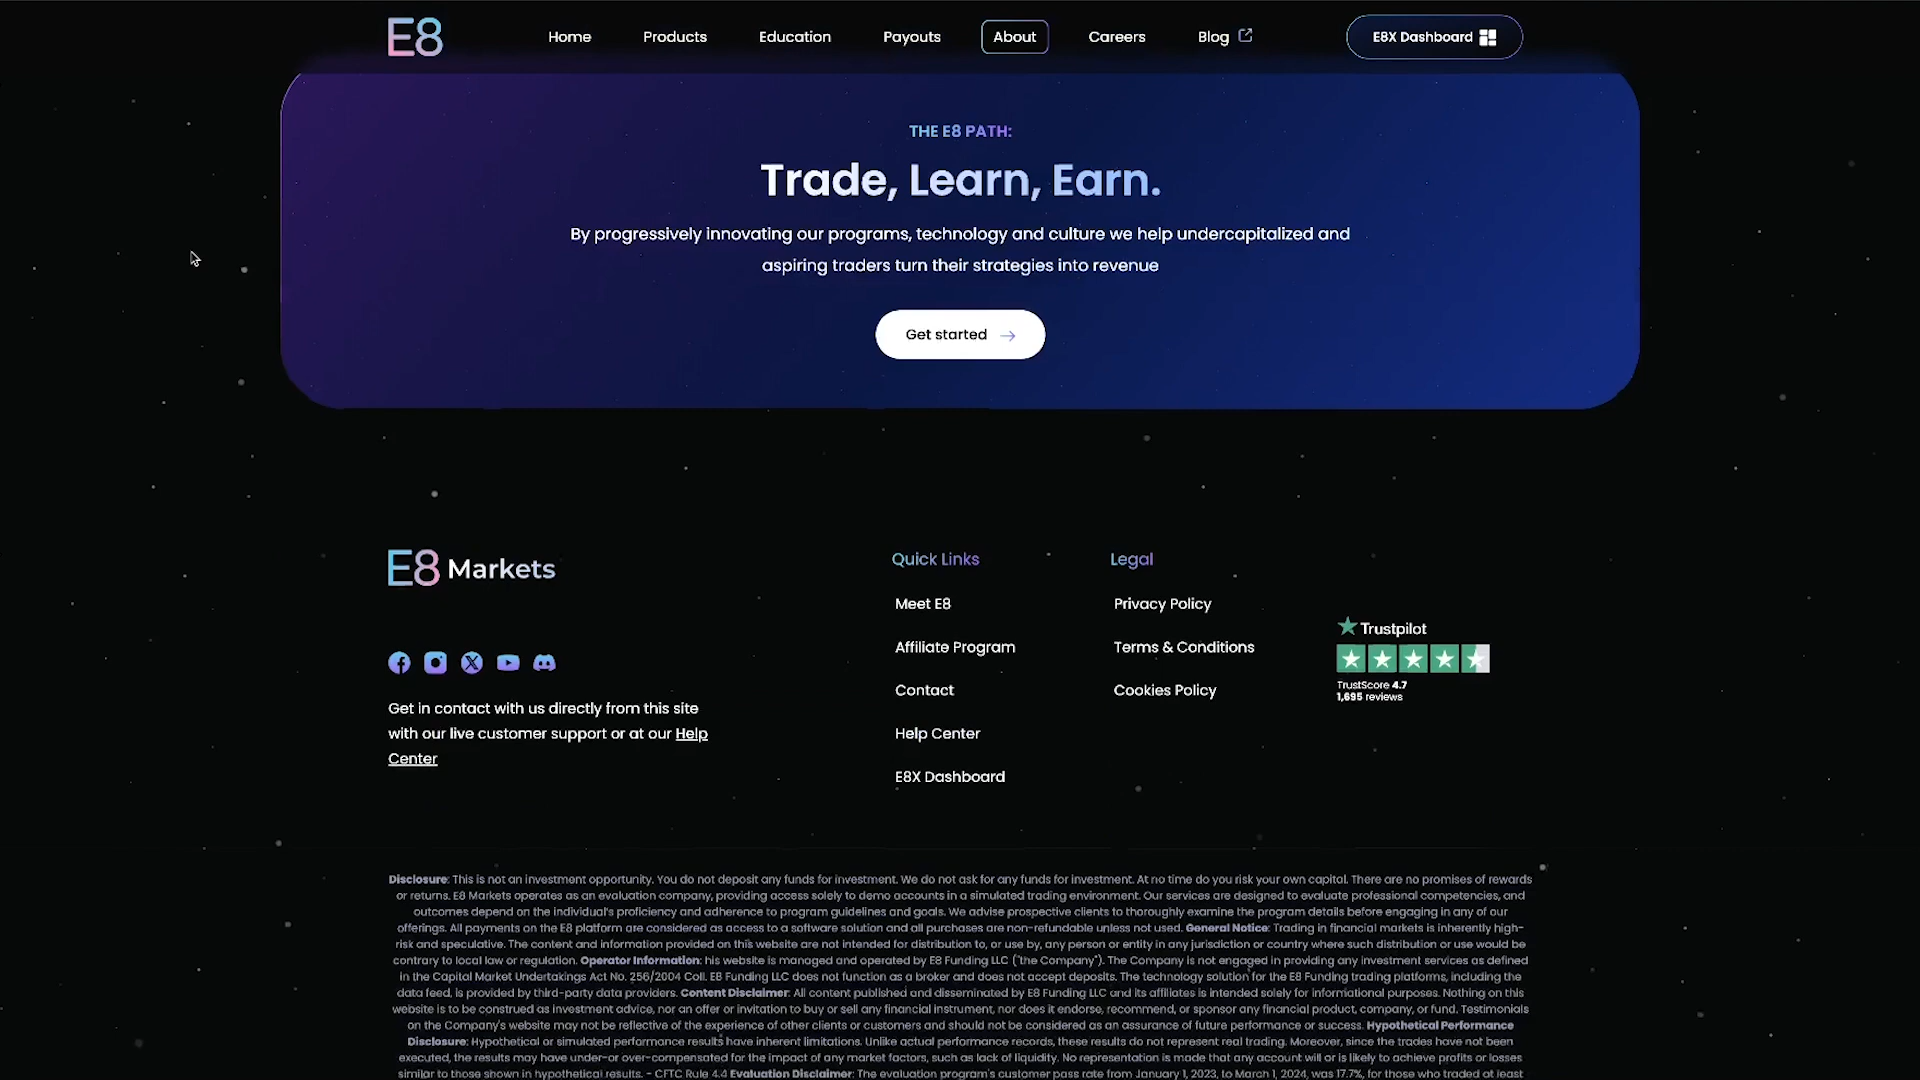 E8
Home
Products
Education
Payouts
About
Careers
Blog
E8X Dashboard
THE E8 PATH:
Trade, Learn, Earn.
By progressively innovating our programs, technology and culture we help undercapitalized and
aspiring traders turn their strategies into revenue
Get started
E8 Markets
Get in contact with us directly from this site
with our live customer support or at our Help
Center
Quick Links
Meet E8
Affiliate Program
Contact
Help Center
E8X Dashboard
Legal
Privacy Policy
Terms & Conditions
Cookies Policy
Trustpilot
TrustScore 4.7
1,695 reviews
Disclosure: This is not an investment opportunity. You do not deposit any funds for investment. We do not ask for any funds for investment. At no time do you risk your own capital. There are no promises of rewards
or returns. E8 Markets operates as an evaluation company, providing access solely to demo accounts in a simulated trading environment. Our services are designed to evaluate professional competencies, and
outcomes depend on the individual's proficiency and adherence to program guidelines and goals. We advise prospective clients to thoroughly examine the program details before engaging in any of our
offerings. All payments on the E8 platform are considered as access to a software solution and all purchases are non-refundable unless not used. General Notice: Trading in financial markets is inherently high-
risk and speculative. The content and information provided on this website are not intended for distribution to, or use by, any person or entity in any jurisdiction or country where such distribution or use would be
contrary to local law or regulation. Operator Information: his website is managed and operated by E8 Funding LLC ("the Company"). The Company is not engaged in providing any investment services as defined
in the Capital Market Undertakings Act No. 256/2004 Coll. E8 Funding LLC does not function as a broker and does not accept deposits. The technology solution for the E8 Funding trading platforms, including the
data feed, is provided by third-party data providers. Content Disclaimer: All content published and disseminated by E8 Funding LLC and its affiliates is intended solely for informational purposes. Nothing on this
website is to be construed as investment advice, nor an offer or invitation to buy or sell any financial instrument, nor does it endorse, recommend, or sponsor any financial product, company, or fund. Testimonials
on the Company's website may not be reflective of the experience of other clients or customers and should not be considered as an assurance of future performance or success. Hypothetical Performance
Disclosure: Hypothetical or simulated performance results have inherent limitations. Unlike actual performance records, these results do not represent real trading. Moreover, since the trades have not been
executed, the results may have under-or over-compensated for the impact of any market factors, such as lack of liquidity. No representation is made that any account will or is likely to achieve profits or losses
similar to those shown in hypothetical results. - CFTC Rule 4.4 Evaluation Disclaimer: The evaluation program's customer pass rate from January 1, 2023, to March 1, 2024, was 17.7%, for those who traded at least